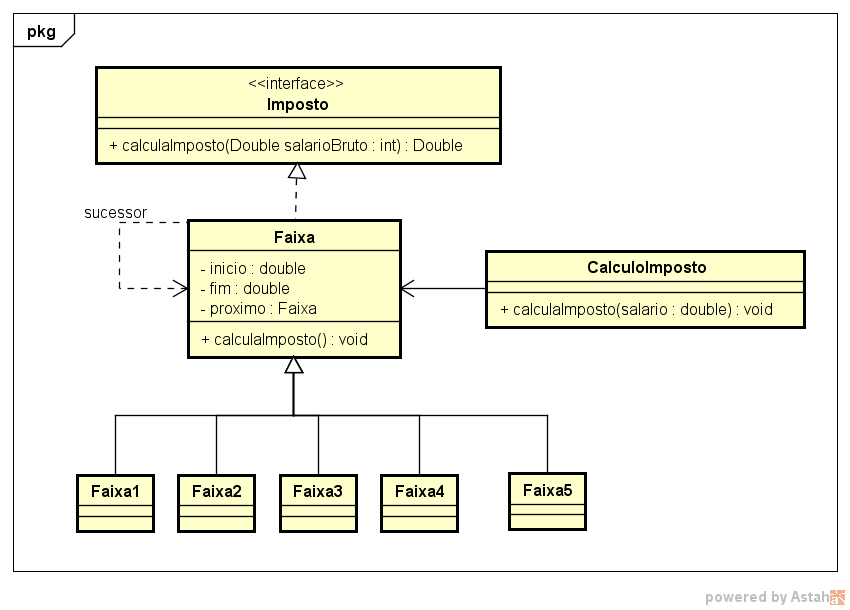 pkg
<<interface>>
Imposto
+ calculaImposto(Double salarioBruto : int) : Double
sucessor
Faixa
- inicio : double
- fim : double
- proximo : Faixa
+ calculaImposto() : void
CalculoImposto
+ calculaImposto(salario : double) : void
Faixa1
Faixa2
Faixa3
Faixa4
Faixa5
powered by Astah